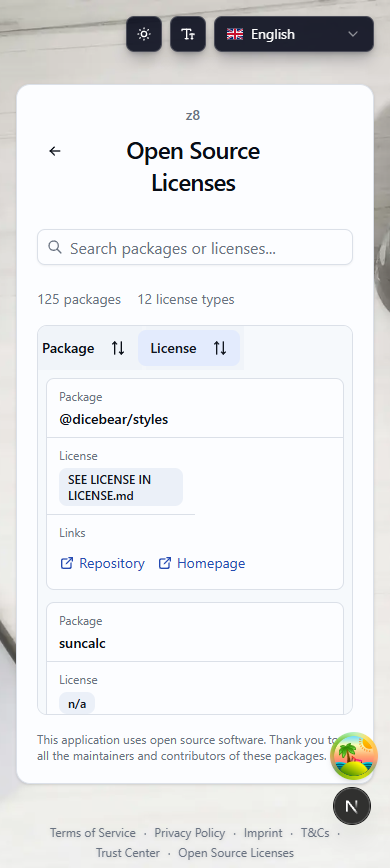 English
z8
Open Source
Licenses
Search packages or licenses...
125 packages 12 license types
Package License
Package
@dicebear/styles
License
SEE LICENSE IN
LICENSE.md
Links
Repository Homepage
Package
suncalc
License
n/a
This application uses open source software. Thank you to
all the maintainers and contributors of these packages.
N
Terms of Service · Privacy Policy · Imprint · T&Cs ·
Trust Center · Open Source Licenses